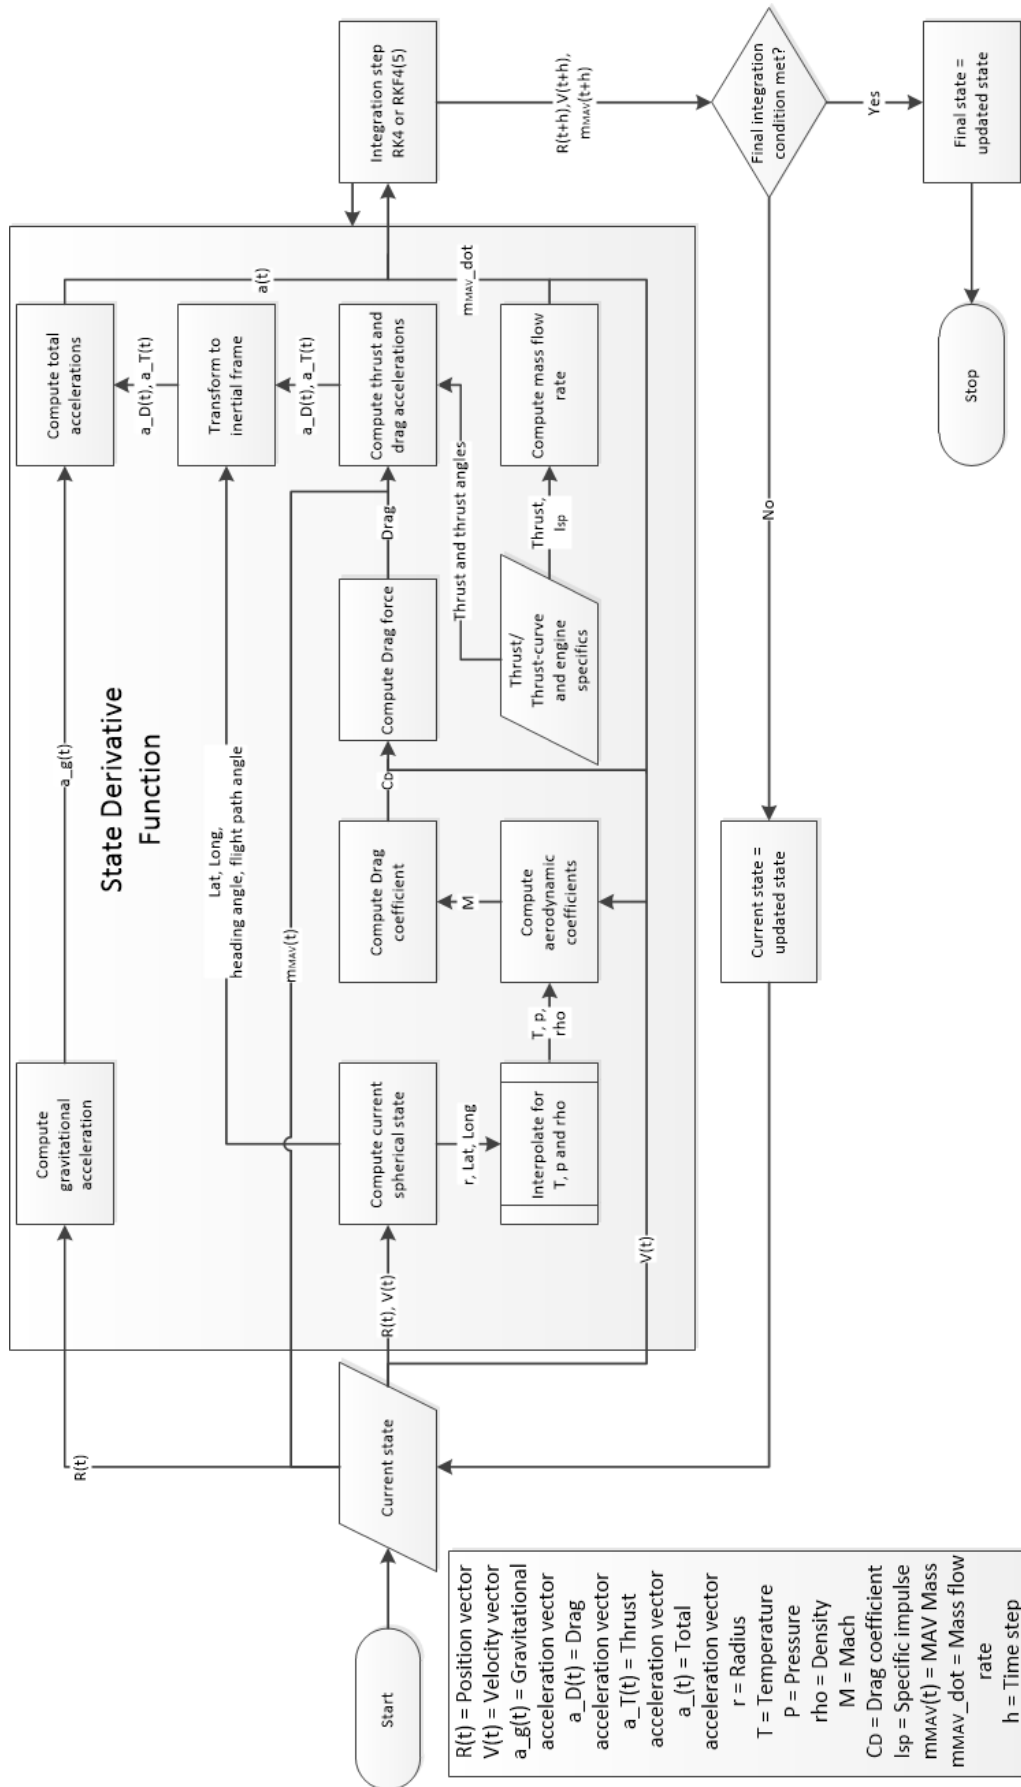 Start
Current state
R(t)
R(t), V(t)
V(t)
mMAV(t)
State Derivative
Function
Compute
gravitational
acceleration
a_g(t)
Compute current
spherical state
Lat, Long,
heading angle, flight path angle
r, Lat, Long
Interpolate for
T, p and rho
T, p,
rho
Compute
aerodynamic
coefficients
M
Compute Drag
coefficient
CD
Compute Drag force
Drag
Thrust/
Thrust-curve
and engine
specifics
Thrust and thrust angles
Thrust,
Isp
Compute mass flow
rate
Compute thrust and
drag accelerations
a_D(t), a_T(t)
Transform to
inertial frame
a_D(t), a_T(t)
Compute total
accelerations
a(t)
mMAV_dot
Integration step
RK4 or RKF4(5)
R(t+h),V(t+h),
mMAV(t+h)
Final integration
condition met?
No
Yes
Current state =
updated state
Final state =
updated state
Stop
R(t) = Position vector
V(t) = Velocity vector
a_g(t) = Gravitational
acceleration vector
a_D(t) = Drag
acceleration vector
a_T(t) = Thrust
acceleration vector
a_(t) = Total
acceleration vector
r = Radius
T = Temperature
P = Pressure
rho = Density
M = Mach
CD = Drag coefficient
Isp = Specific impulse
mMAV(t) = MAV Mass
mMAV_dot = Mass flow
rate
h = Time step